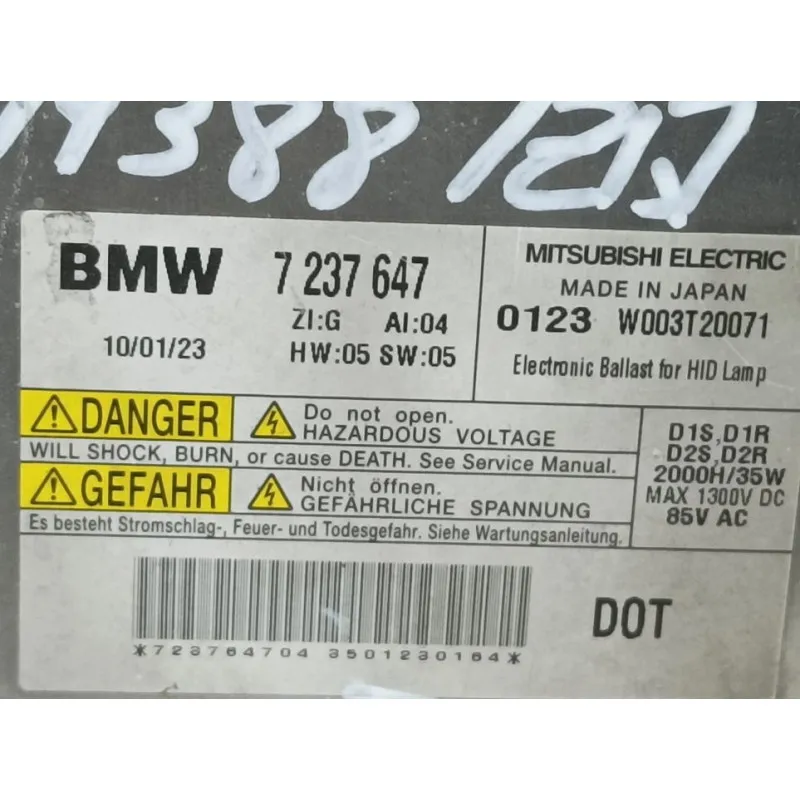 BMW 7 237 647
ZI:G AI:04
10/01/23 HW:05 SW:05
MITSUBISHI ELECTRIC
MADE IN JAPAN
0123 W003T20071
Electronic Ballast for HID Lamp
DANGER
Do not open.
HAZARDOUS VOLTAGE
WILL SHOCK, BURN, or cause DEATH. See Service Manual.
GEFAHR
Nicht öffnen.
GEFÄHRLICHE SPANNUNG
Es besteht Stromschlag-, Feuer- und Todesgefahr. Siehe Wartungsanleitung.
D1S,D1R
D2S,D2R
2000H/35W
MAX 1300V DC
85V AC
*723764704 3501230164*
DOT